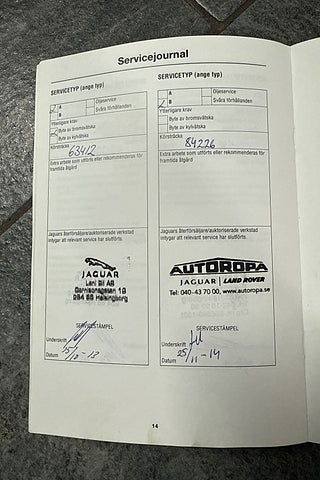 Servicejournal
SERVICETYP (ange typ)
A
B
Oljeservice
Svåra förhållanden
Ytterligare krav
Byte av bromsvätska
Byte av kylvätska
Körsträcka
63412
Extra arbete som utförts eller rekommenderas för
framtida åtgärd
Jaguars återförsäljare/auktoriserade verkstad
intygar att relevant service har slutförts.
JAGUAR
Bil AB
Garnisonsgatan
Helsingborg
SERVICESTÄMPEL
Underskrift
Datum 15/10-13
SERVICETYP (ange typ)
A
B
Oljeservice
Svåra förhållanden
Ytterligare krav
Byte av bromsvätska
Byte av kylvätska
Körsträcka
84226
Extra arbete som utförts eller rekommenderas för
framtida åtgärd
Jaguars återförsäljare/auktoriserade verkstad
intygar att relevant service har slutförts.
AUTOROPA
JAGUAR | LAND ROVER
Tel: 040-43 70 00, www.autoropa.se
SERVICESTÄMPEL
Underskrift
Datum 25/11-14
14